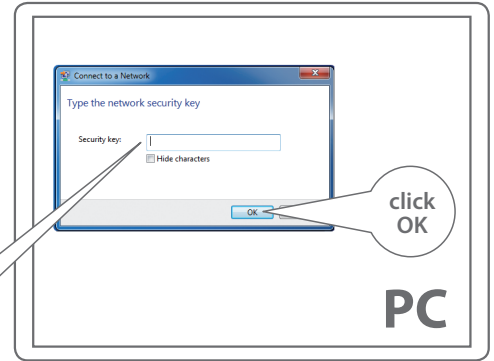 Connect to a Network
Type the network security key
Security key:
Hide characters
OK
click
OK
PC